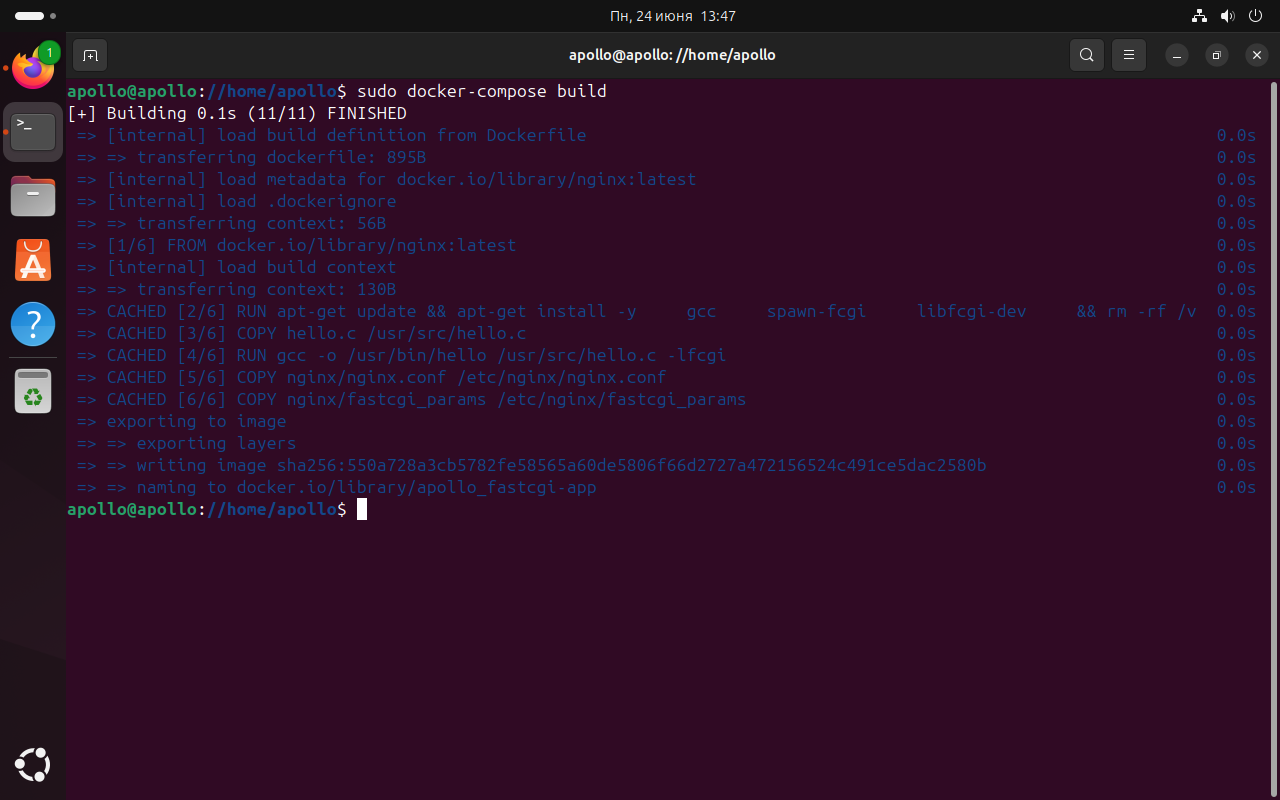 Пн, 24 июня 13:47
1
apollo@apollo: //home/apollo
apollo@apollo://home/apollo$ sudo docker-compose build
[+] Building 0.1s (11/11) FINISHED
=> [internal] load build definition from Dockerfile 0.0s
=> => transferring dockerfile: 895B 0.0s
=> [internal] load metadata for docker.io/library/nginx:latest 0.0s
=> [internal] load .dockerignore 0.0s
=> => transferring context: 56B 0.0s
=> [1/6] FROM docker.io/library/nginx:latest 0.0s
=> [internal] load build context 0.0s
=> => transferring context: 130B 0.0s
=> CACHED [2/6] RUN apt-get update && apt-get install -y     gcc     spawn-fcgi     libfcgi-dev     && rm -rf /v 0.0s
=> CACHED [3/6] COPY hello.c /usr/src/hello.c 0.0s
=> CACHED [4/6] RUN gcc -o /usr/bin/hello /usr/src/hello.c -lfcgi 0.0s
=> CACHED [5/6] COPY nginx/nginx.conf /etc/nginx/nginx.conf 0.0s
=> CACHED [6/6] COPY nginx/fastcgi_params /etc/nginx/fastcgi_params 0.0s
=> exporting to image 0.0s
=> => exporting layers 0.0s
=> => writing image sha256:550a728a3cb5782fe58565a60de5806f66d2727a472156524c491ce5dac2580b 0.0s
=> => naming to docker.io/library/apollo_fastcgi-app 0.0s
apollo@apollo://home/apollo$